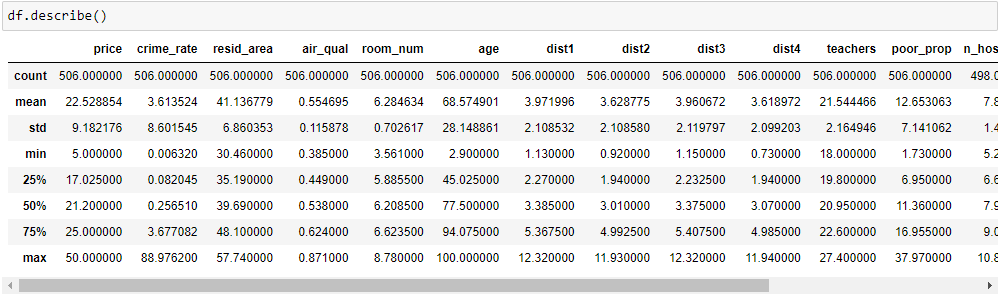 df.describe()
price crime_rate resid_area air_qual room_num age dist1 dist2 dist3 dist4 teachers poor_prop n_hos
count 506.000000 506.000000 506.000000 506.000000 506.000000 506.000000 506.000000 506.000000 506.000000 506.000000 506.000000 506.000000 498.0
mean 22.528854 3.613524 41.136779 0.554695 6.284634 68.574901 3.971996 3.628775 3.960672 3.618972 21.544466 12.653063 7.8
std 9.182176 8.601545 6.860353 0.115878 0.702617 28.148861 2.108532 2.108580 2.119797 2.099203 2.164946 7.141062 1.4
min 5.000000 0.006320 30.460000 0.385000 3.561000 2.900000 1.130000 0.920000 1.150000 0.730000 18.000000 1.730000 5.2
25% 17.025000 0.082045 35.190000 0.449000 5.885500 45.025000 2.270000 1.940000 2.232500 1.940000 19.800000 6.950000 6.6
50% 21.200000 0.256510 39.690000 0.538000 6.208500 77.500000 3.385000 3.010000 3.375000 3.070000 20.950000 11.360000 7.9
75% 25.000000 3.677082 48.100000 0.624000 6.623500 94.075000 5.367500 4.992500 5.407500 4.985000 22.600000 16.955000 9.0
max 50.000000 88.976200 57.740000 0.871000 8.780000 100.000000 12.320000 11.930000 12.320000 11.940000 27.400000 37.970000 10.8